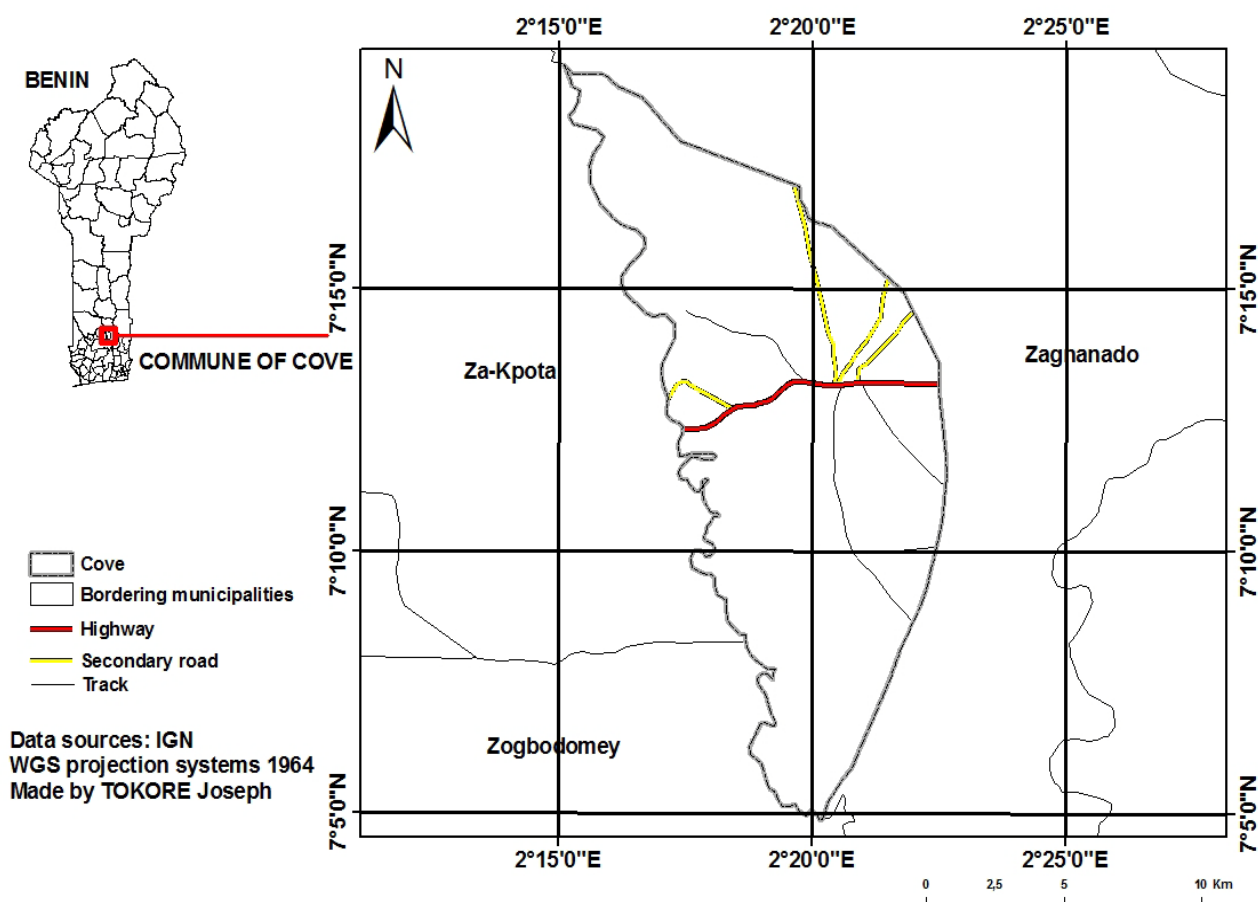 2°15'0"E
2°20'0"E
2°25'0"E
BENIN
N
7°15'0"N
7°15'0"N
COMMUNE OF COVE
Za-Kpota
Zagnanado
7°10'0"N
7°10'0"N
Cove
Bordering municipalities
Highway
Secondary road
Track
Data sources: IGN
WGS projection systems 1964
Made by TOKORE Joseph
Zogbodomey
7°5'0"N
7°5'0"N
2°15'0"E
2°20'0"E
2°25'0"E
0 2,5 5 10 Km